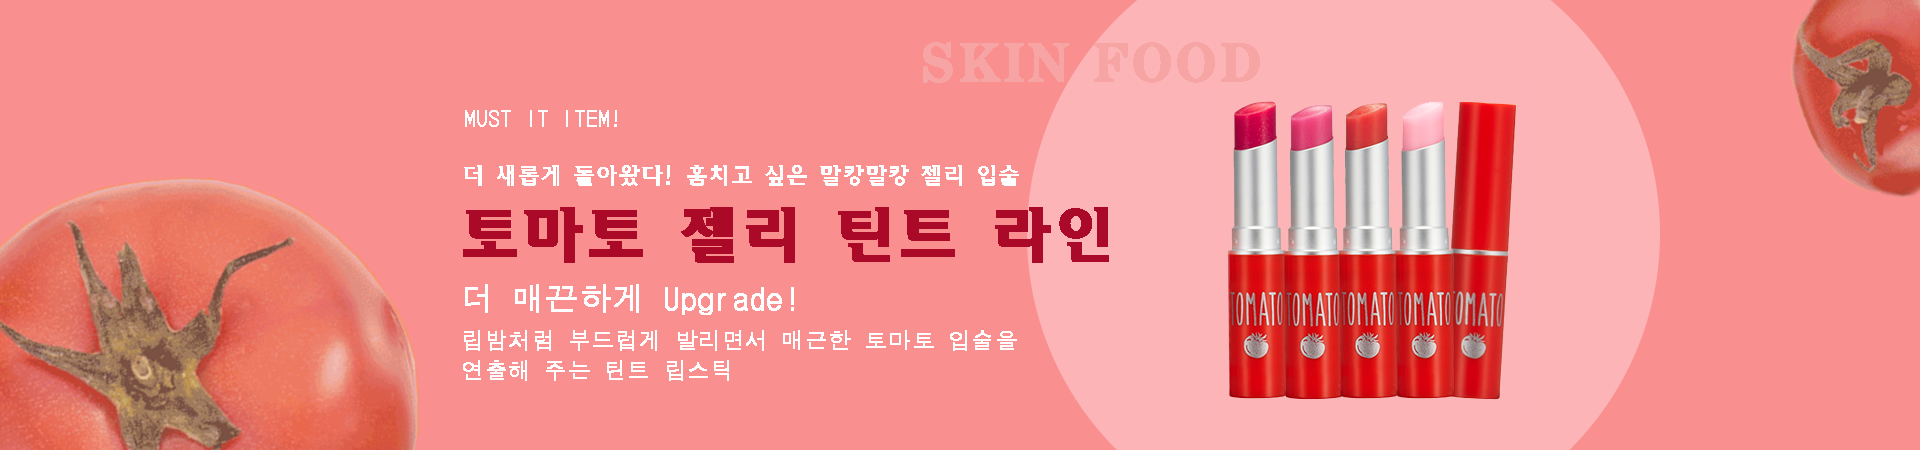 SKIN FOOD
MUST IT ITEM!
더 새롭게 돌아왔다! 훔치고 싶은 말캉말캉 젤리 입술
토마토 젤리 틴트 라인
더 매끈하게 Upgrade!
립밤처럼 부드럽게 발리면서 매근한 토마토 입술을
연출해 주는 틴트 립스틱
TOMATO TOMATO TOMATO TOMATO TOMATO